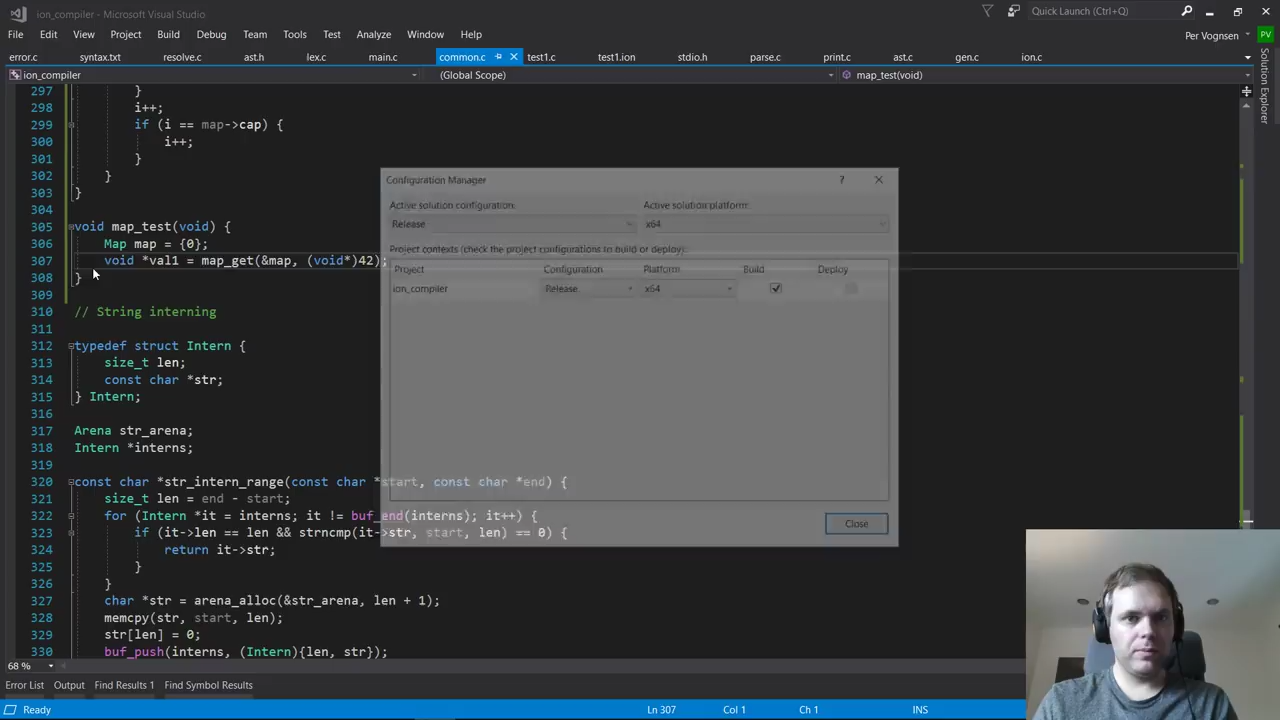 ion_compiler - Microsoft Visual Studio
Quick Launch (Ctrl+Q)
File Edit View Project Build Debug Team Tools Test Analyze Window Help
Per Vognsen PV
error.c syntax.txt resolve.c ast.h lex.c main.c common.c test1.c test1.ion stdio.h parse.c print.c ast.c gen.c ion.c
ion_compiler (Global Scope) map_test(void)
Solution Explorer
297 }
298 i++;
299 if (i == map->cap) {
300 i++;
301 }
302 }
303 }
304
305 void map_test(void) {
306 Map map = {0};
307 void *val1 = map_get(&map, (void*)42);
308 }
309
310 // String interning
311
312 typedef struct Intern {
313 size_t len;
314 const char *str;
315 } Intern;
316
317 Arena str_arena;
318 Intern *interns;
319
320 const char *str_intern_range(const char *start, const char *end) {
321 size_t len = end - start;
322 for (Intern *it = interns; it != buf_end(interns); it++) {
323 if (it->len == len && strncmp(it->str, start, len) == 0) {
324 return it->str;
325 }
326 }
327 char *str = arena_alloc(&str_arena, len + 1);
328 memcpy(str, start, len);
329 str[len] = 0;
330 buf_push(interns, (Intern){len, str});
Configuration Manager ?
Active solution configuration: Active solution platform:
Release x64
Project contexts (check the project configurations to build or deploy):
Project Configuration Platform Build Deploy
ion_compiler Release x64
Close
68 %
Error List Output Find Results 1 Find Symbol Results
Ready Ln 307 Col 1 Ch 1 INS